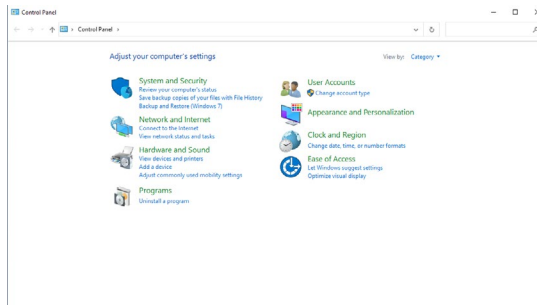 Control Panel
Control Panel
Adjust your computer's settings
View by: Category
System and Security
Review your computer's status
Save backup copies of your files with File History
Backup and Restore (Windows 7)
Network and Internet
Connect to the Internet
View network status and tasks
Hardware and Sound
View devices and printers
Add a device
Adjust commonly used mobility settings
Programs
Uninstall a program
User Accounts
Change account type
Appearance and Personalization
Clock and Region
Change date, time, or number formats
Ease of Access
Let Windows suggest settings
Optimize visual display